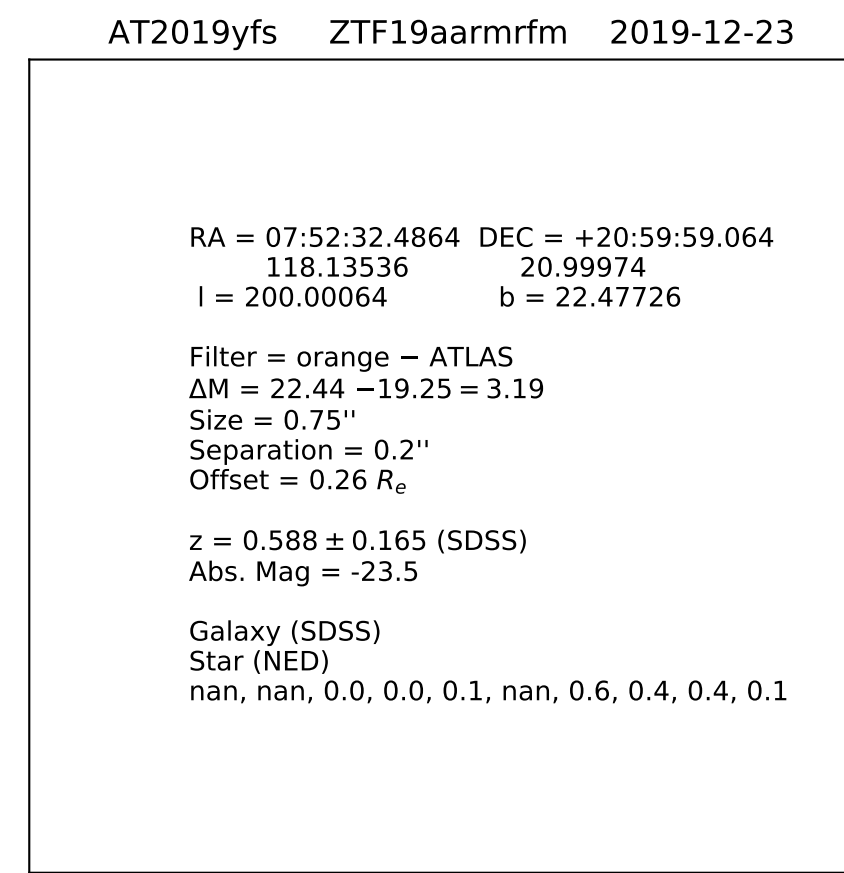 AT2019yfs ZTF19aarmrfm 2019-12-23
RA = 07:52:32.4864 DEC = +20:59:59.064
118.13536 20.99974
l = 200.00064 b = 22.47726
Filter = orange − ATLAS
ΔM = 22.44 −19.25 = 3.19
Size = 0.75''
Separation = 0.2''
Offset = 0.26 Rₑ
z = 0.588 ± 0.165 (SDSS)
Abs. Mag = -23.5
Galaxy (SDSS)
Star (NED)
nan, nan, 0.0, 0.0, 0.1, nan, 0.6, 0.4, 0.4, 0.1